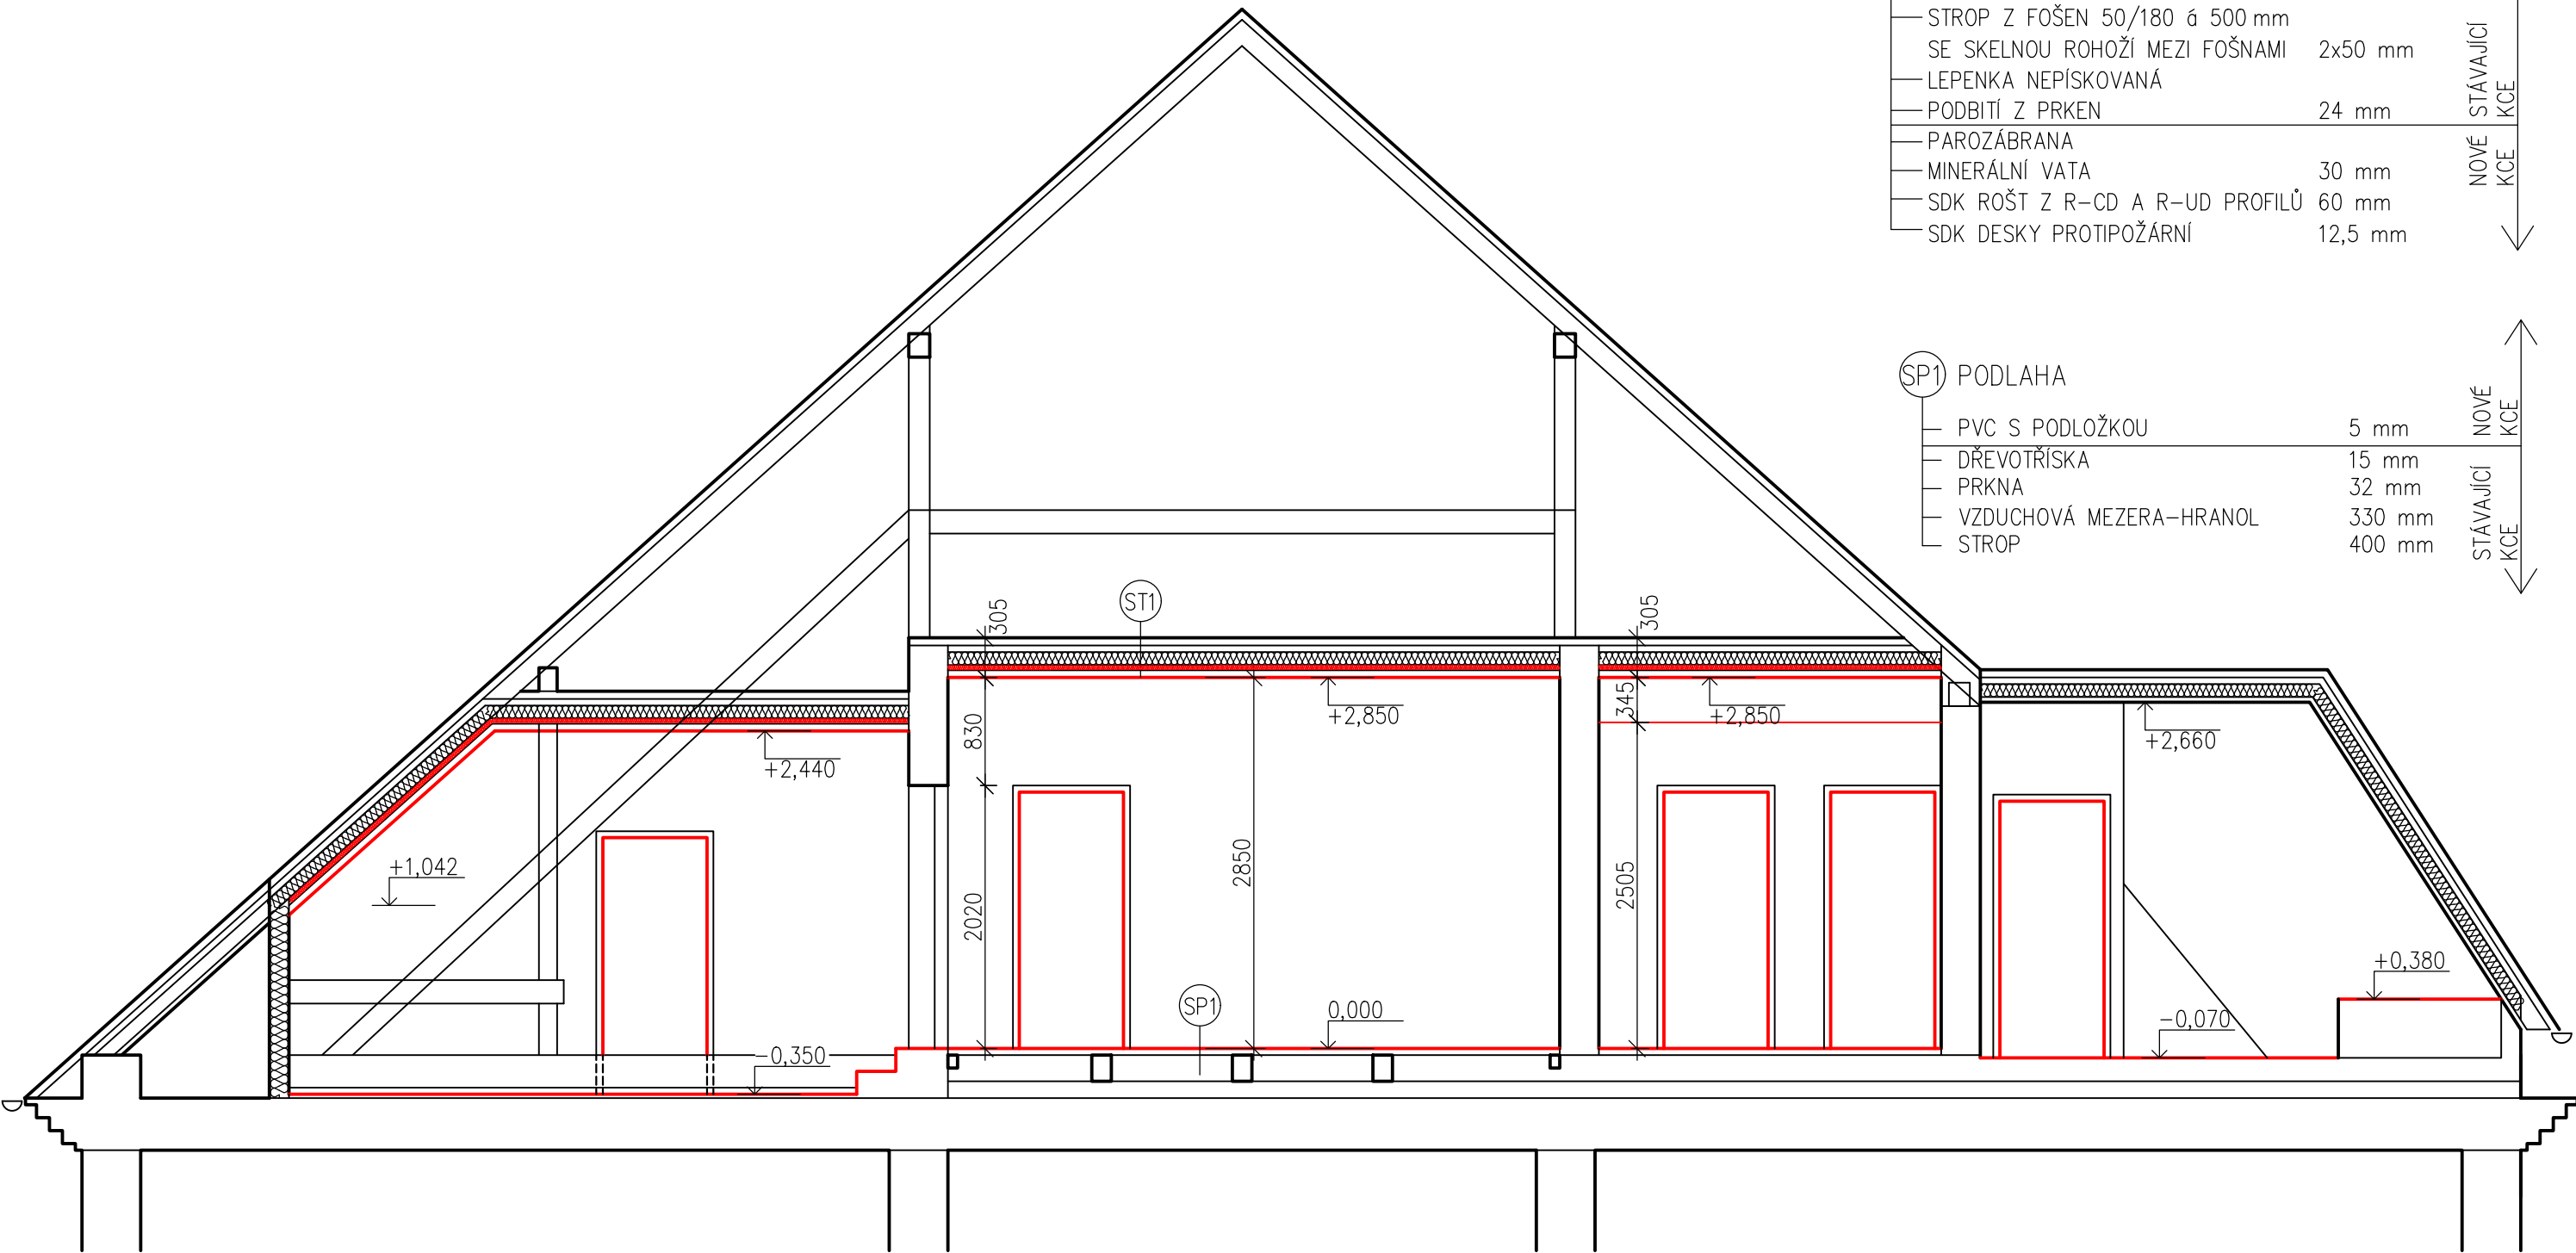 STROP Z FOŠEN 50/180 á 500 mm
SE SKELNOU ROHOŽÍ MEZI FOŠNAMI 2x50 mm
LEPENKA NEPÍSKOVANÁ
PODBITÍ Z PRKEN 24 mm
STÁVAJÍCÍ
KCE
PAROZÁBRANA
MINERÁLNÍ VATA 30 mm
SDK ROŠT Z R-CD A R-UD PROFILŮ 60 mm
SDK DESKY PROTIPOŽÁRNÍ 12,5 mm
NOVÉ
KCE
SP1 PODLAHA
PVC S PODLOŽKOU 5 mm
NOVÉ
KCE
DŘEVOTŘÍSKA 15 mm
PRKNA 32 mm
VZDUCHOVÁ MEZERA-HRANOL 330 mm
STROP 400 mm
STÁVAJÍCÍ
KCE
305
ST1
305
+2,850
345
+2,850
830
+2,440
+2,660
+1,042
2850
2505
2020
+0,380
SP1
0,000
-0,070
-0,350